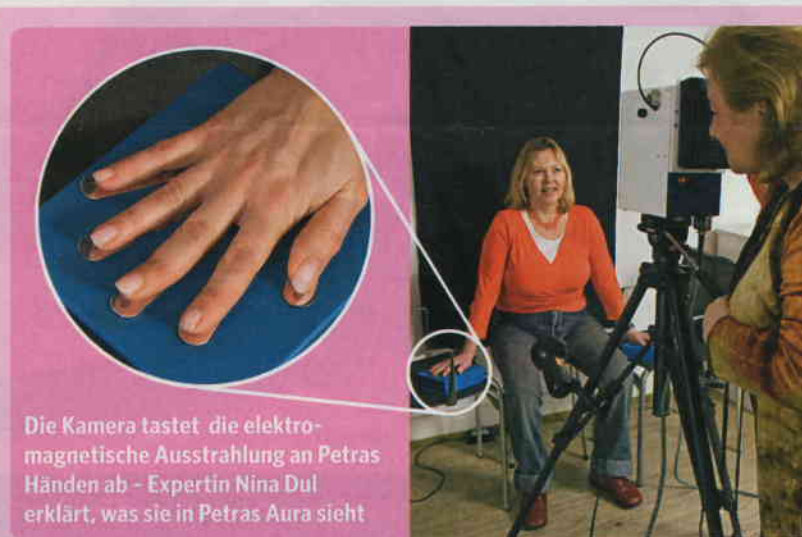 Die Kamera tastet die elektro-
magnetische Ausstrahlung an Petras
Händen ab – Expertin Nina Dul
erklärt, was sie in Petras Aura sieht